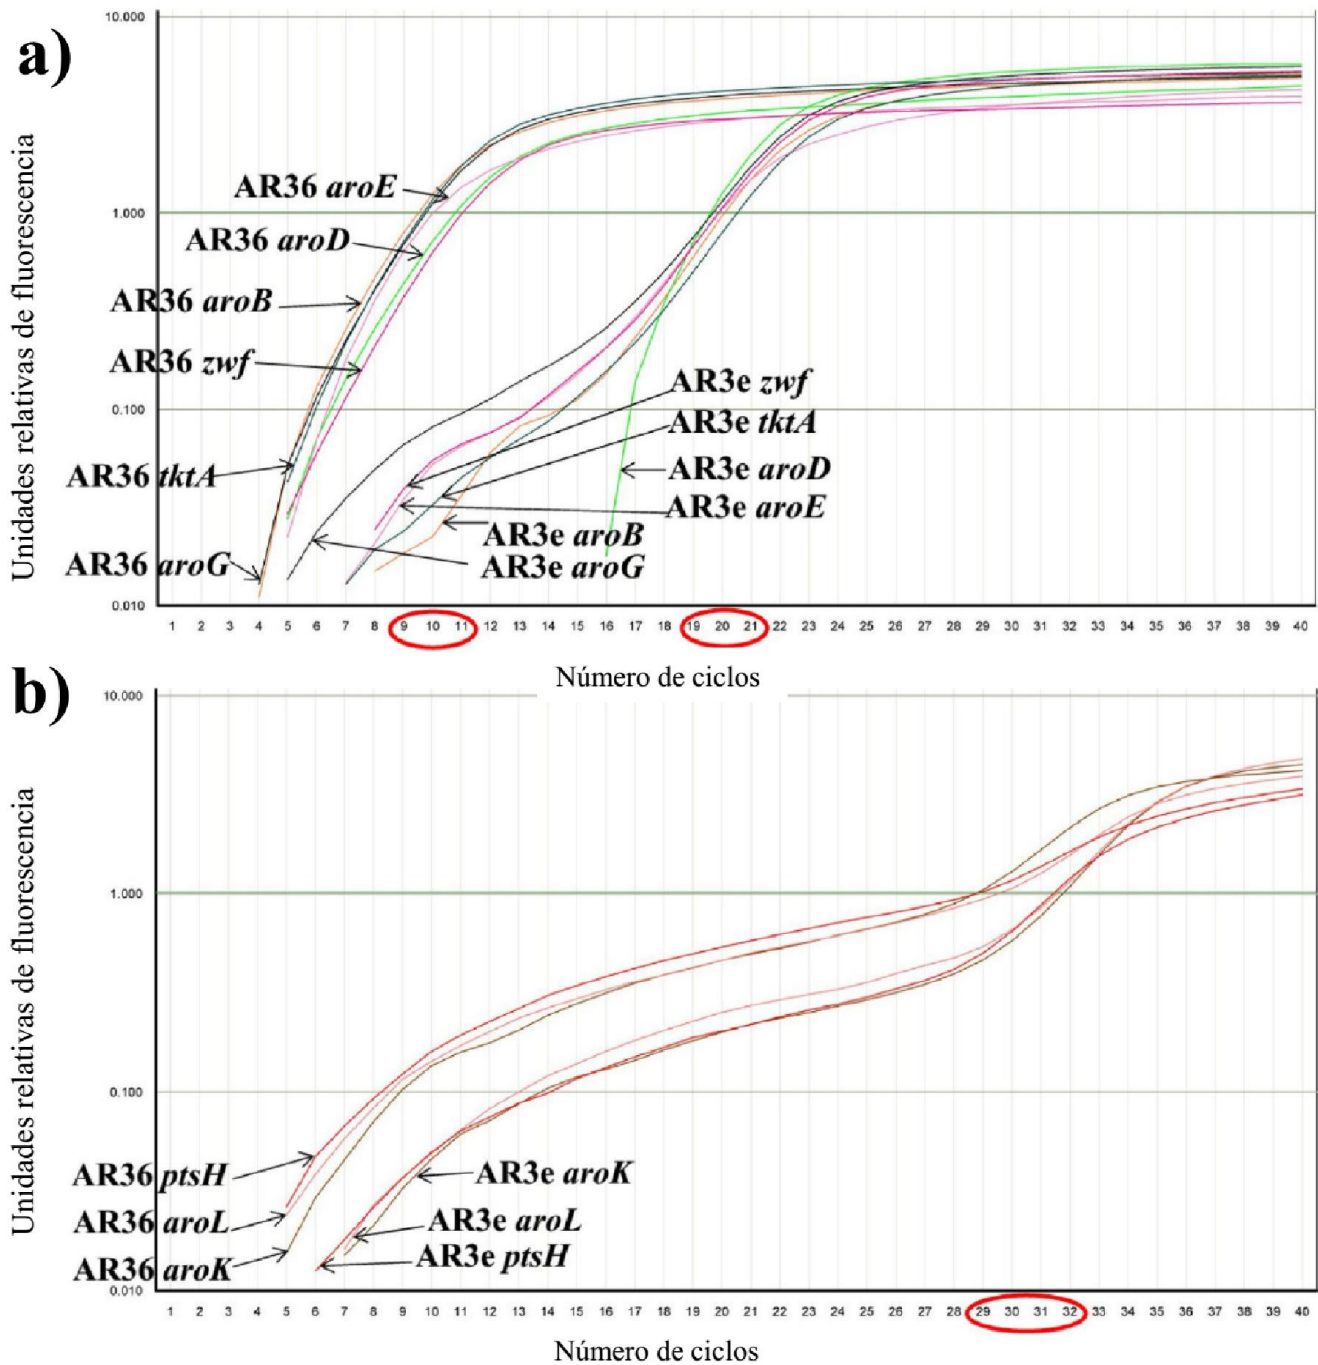 a)
Unidades relativas de fluorescencia
10.000
1.000
0.100
0.010
AR36 aroE
AR36 aroD
AR36 aroB
AR36 zwf
AR36 tktA
AR36 aroG
AR3e zwf
AR3e tktA
AR3e aroD
AR3e aroE
AR3e aroB
AR3e aroG
1 2 3 4 5 6 7 8 9 10 11 12 13 14 15 16 17 18 19 20 21 22 23 24 25 26 27 28 29 30 31 32 33 34 35 36 37 38 39 40
Número de ciclos
b)
Unidades relativas de fluorescencia
10.000
1.000
0.100
0.010
AR36 ptsH
AR36 aroL
AR36 aroK
AR3e aroK
AR3e aroL
AR3e ptsH
1 2 3 4 5 6 7 8 9 10 11 12 13 14 15 16 17 18 19 20 21 22 23 24 25 26 27 28 29 30 31 32 33 34 35 36 37 38 39 40
Número de ciclos